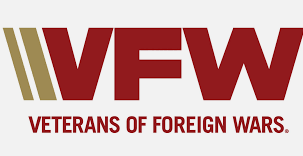 VFW
VETERANS OF FOREIGN WARS.